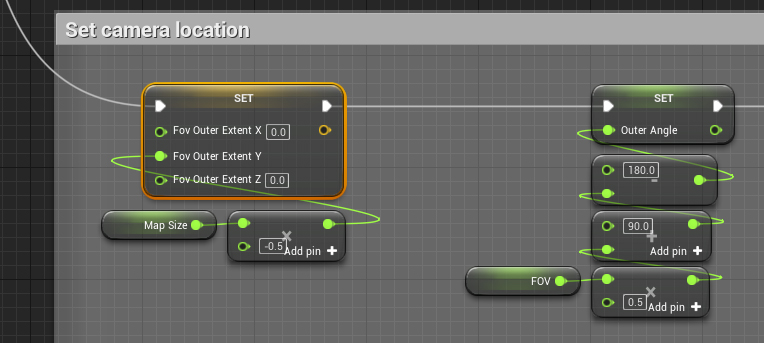 Set camera location
SET
Fov Outer Extent X 0.0
Fov Outer Extent Y
Fov Outer Extent Z 0.0
Map Size
-0.5
×
Add pin +
SET
Outer Angle
180.0
-
90.0
+
Add pin +
FOV
0.5
×
Add pin +